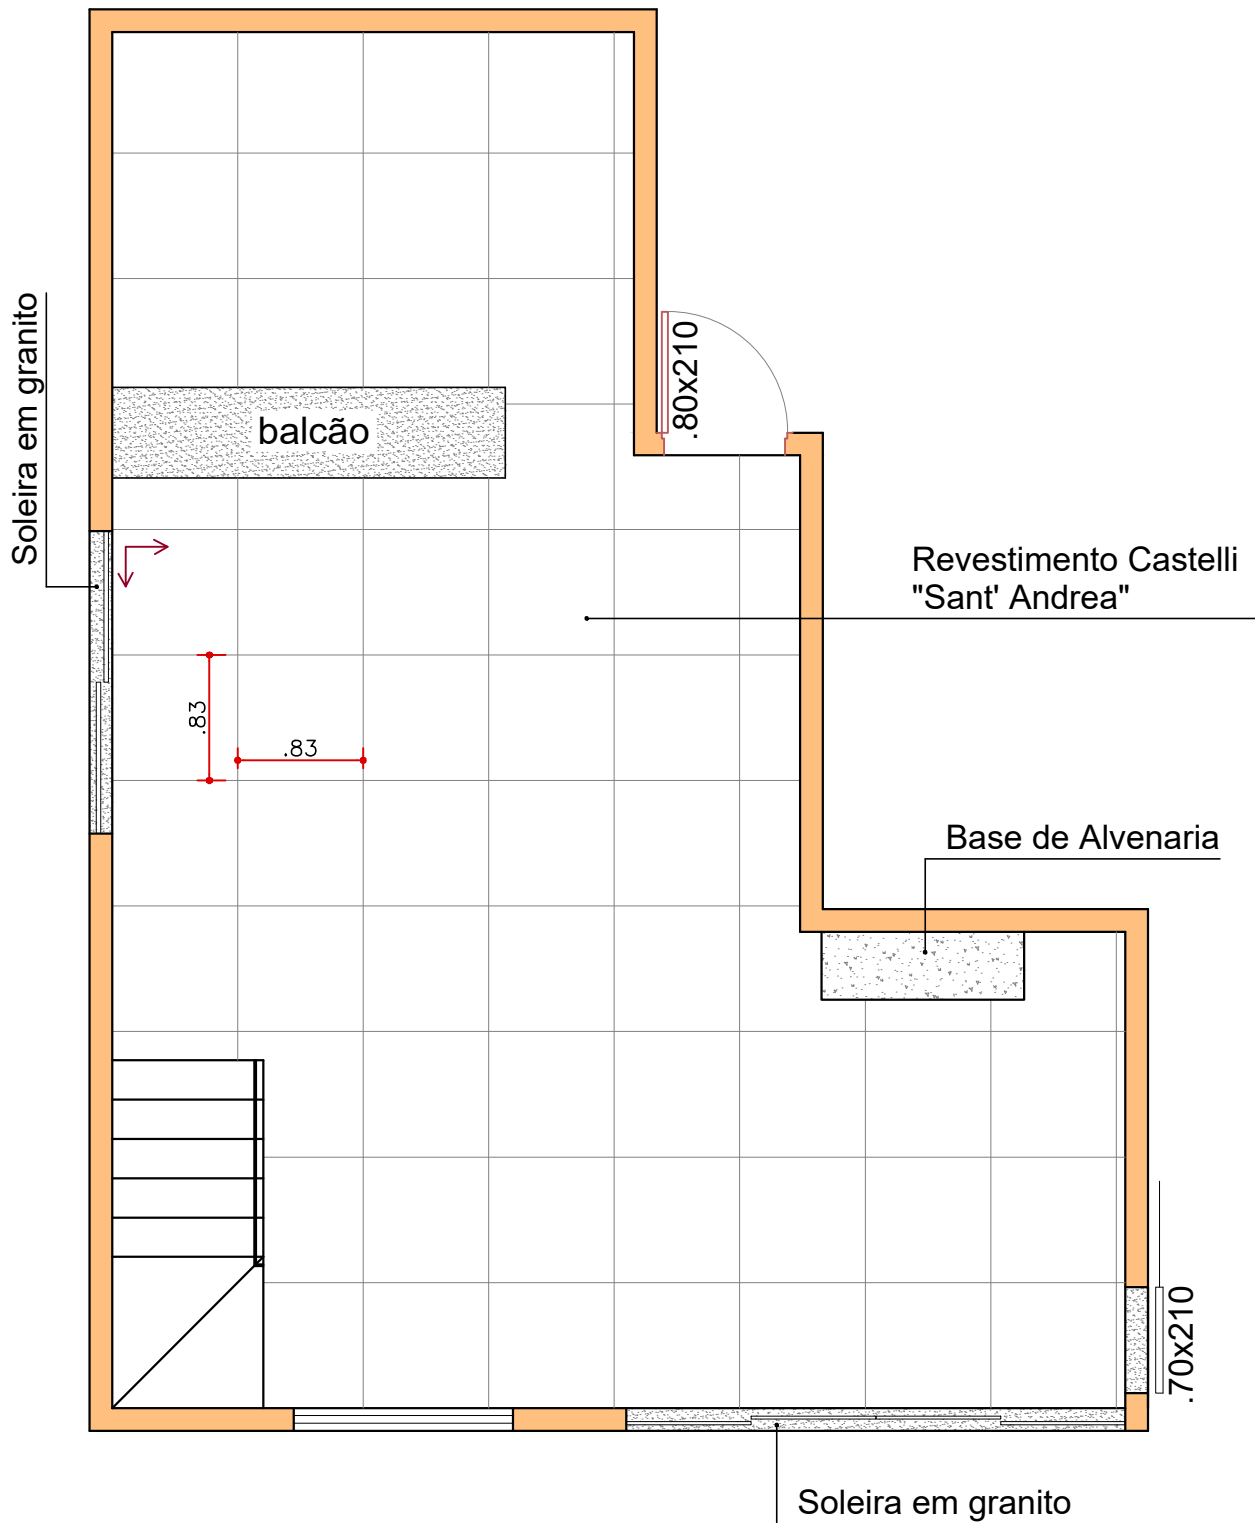 Soleira em granito
.80x210
balcão
Revestimento Castelli
"Sant' Andrea"
.83
.83
Base de Alvenaria
.70x210
Soleira em granito